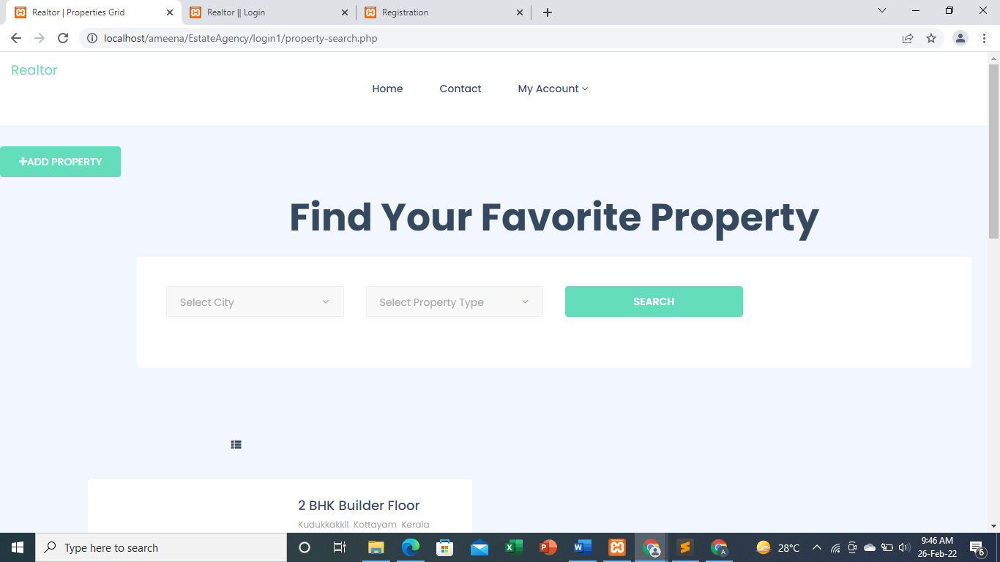 Realtor | Properties Grid
Realtor || Login
Registration
localhost/ameena/EstateAgency/login1/property-search.php
Realtor
Home
Contact
My Account
ADD PROPERTY
Find Your Favorite Property
Select City
Select Property Type
SEARCH
2 BHK Builder Floor
Kudukkakkil Kottayam Kerala
Type here to search
28°C
9:46 AM
26-Feb-22
6
A